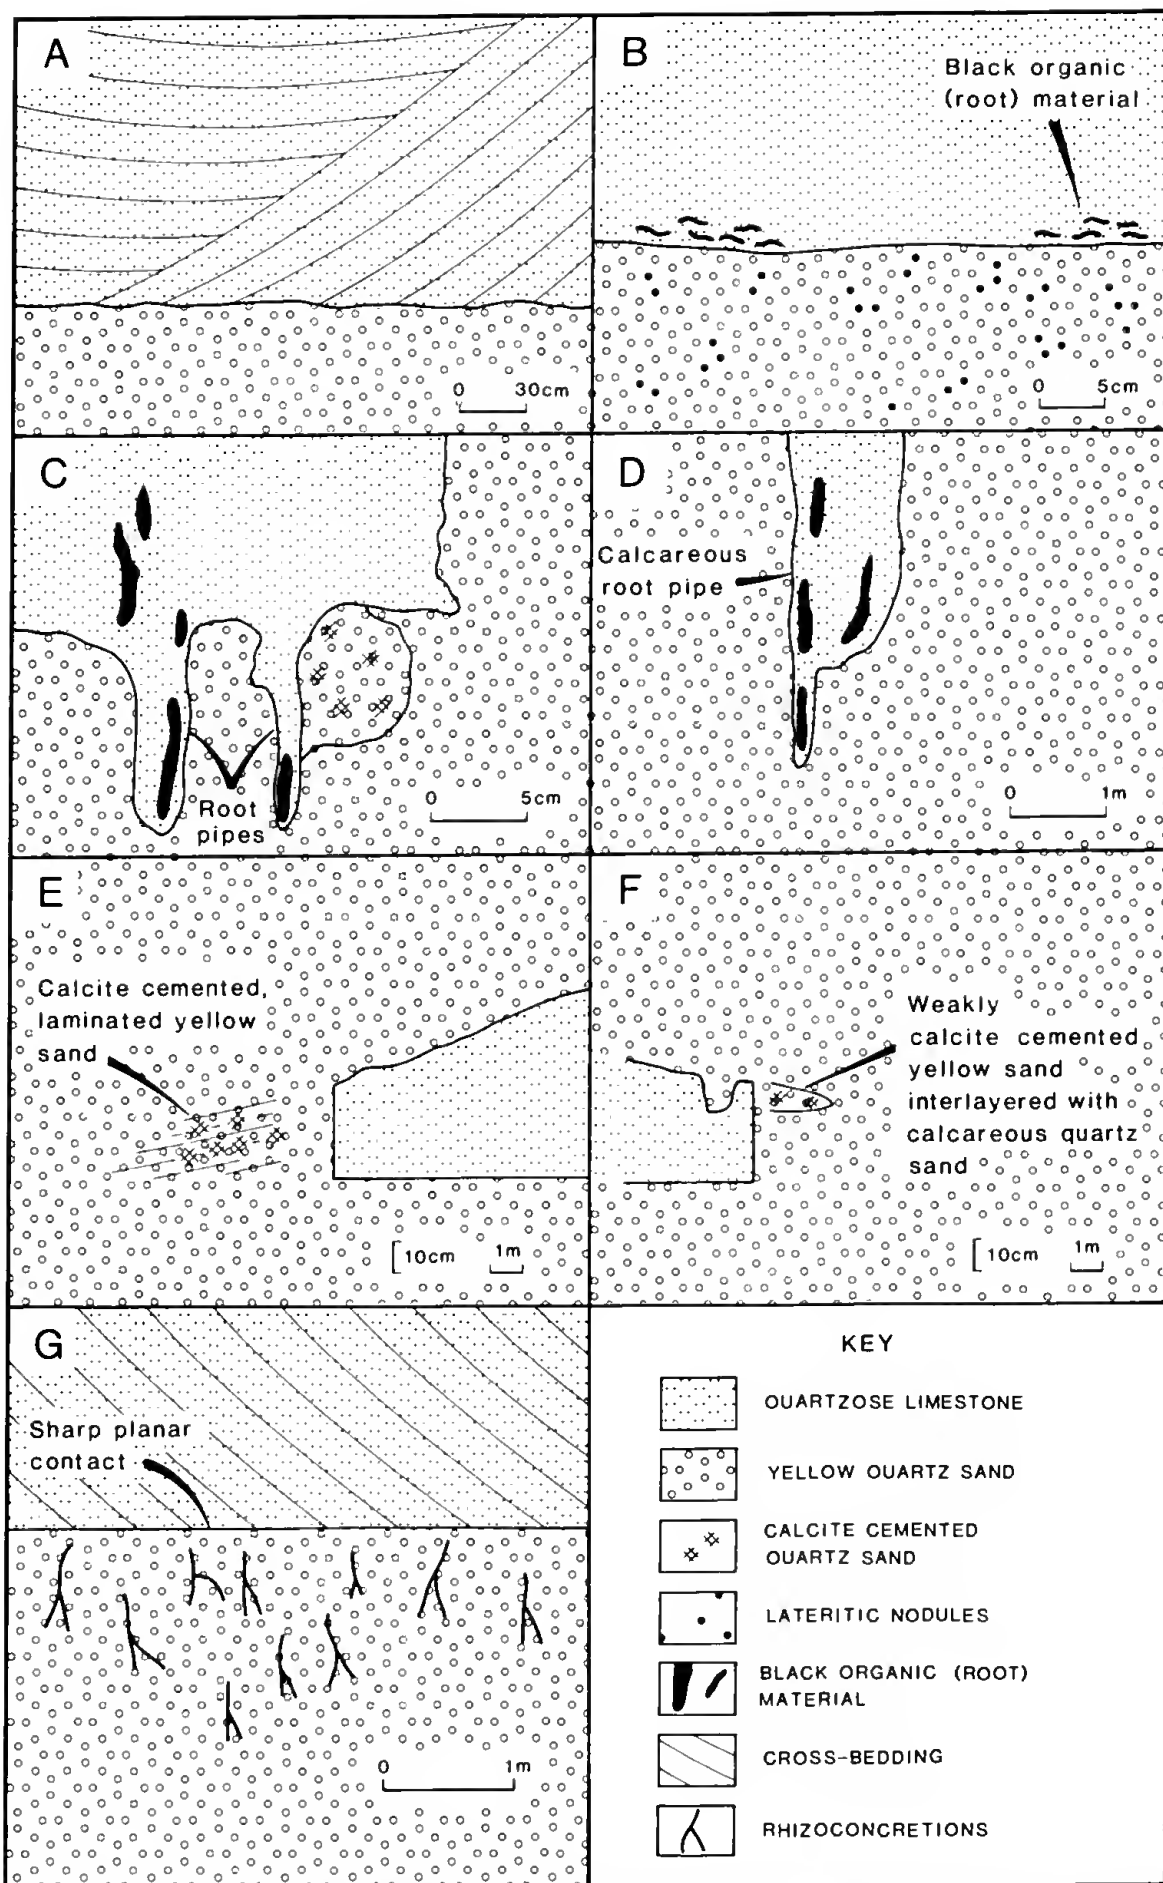 A
B
Black organic
(root) material
0 30cm
0 5cm
C
Root
pipes
0 5cm
D
Calcareous
root pipe
0 1m
E
Calcite cemented,
laminated yellow
sand
10cm 1m
F
Weakly
calcite cemented
yellow sand
interlayered with
calcareous quartz
sand
10cm 1m
G
Sharp planar
contact
0 1m
KEY
QUARTZOSE LIMESTONE
YELLOW QUARTZ SAND
CALCITE CEMENTED
QUARTZ SAND
LATERITIC NODULES
BLACK ORGANIC (ROOT)
MATERIAL
CROSS-BEDDING
RHIZOCONCRETIONS